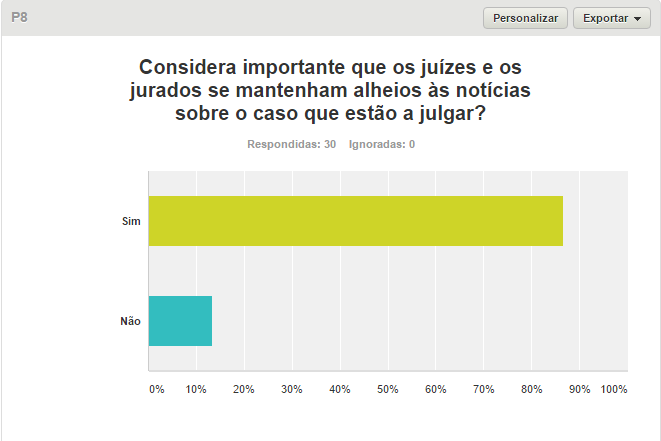 P8
Personalizar
Exportar
Considera importante que os juízes e os
jurados se mantenham alheios às notícias
sobre o caso que estão a julgar?
Respondidas: 30 Ignoradas: 0
Sim
Não
0% 10% 20% 30% 40% 50% 60% 70% 80% 90% 100%